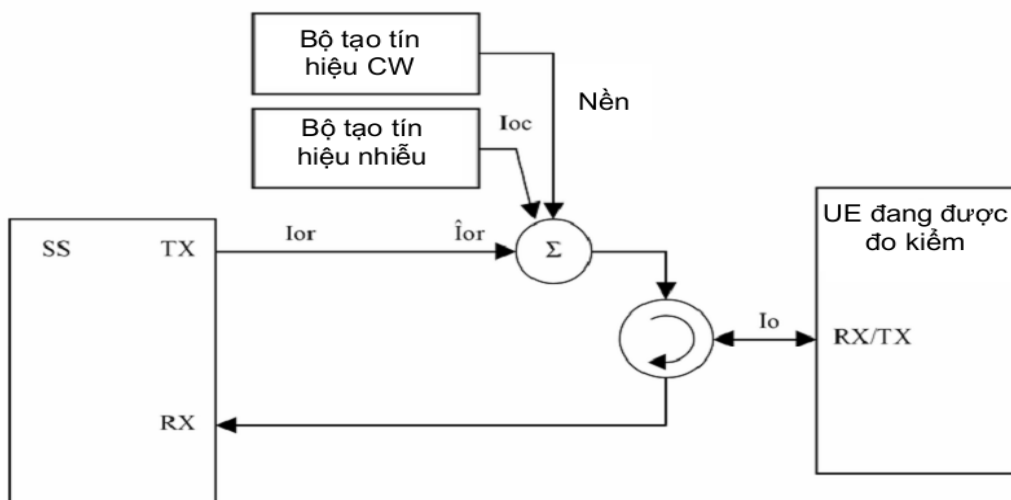 Bộ tạo tín
hiệu CW
Nền
Bộ tạo tín
hiệu nhiễu
Ioc
UE đang được
đo kiểm
SS
TX
Ior
Îor
Σ
Io
RX/TX
RX